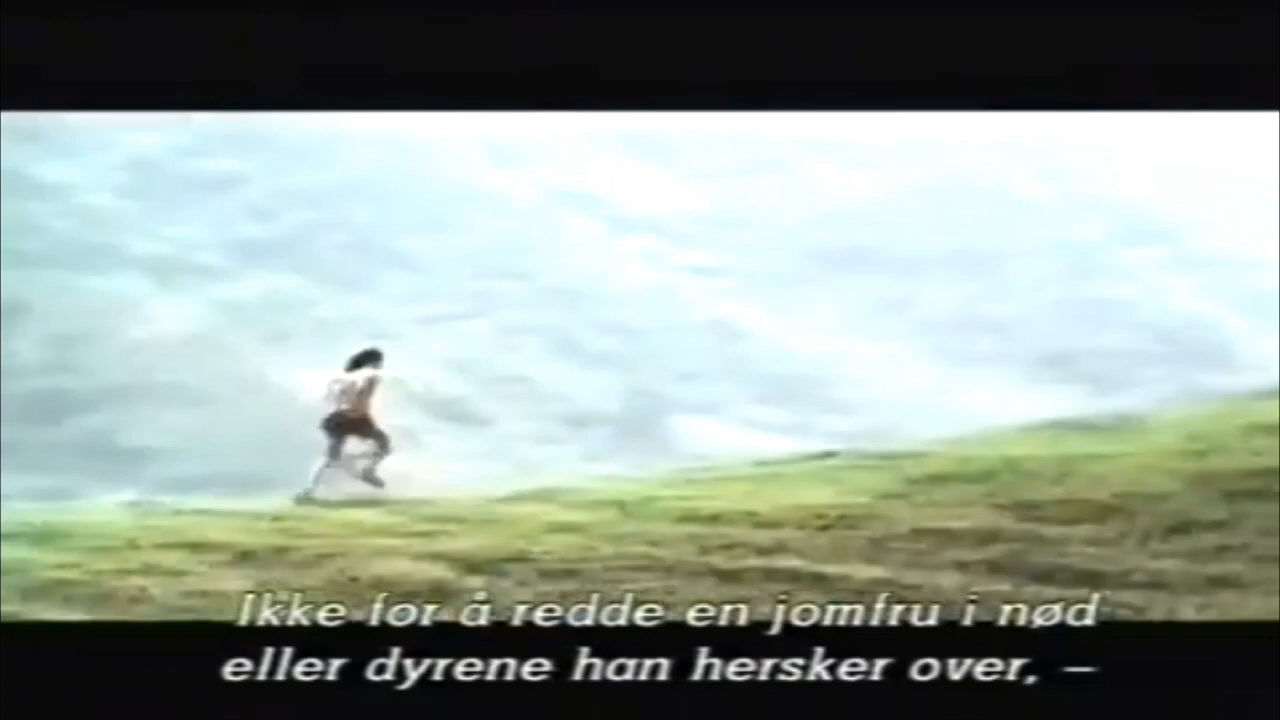 Ikke for å redde en jomfru i nød
eller dyrene han hersker over, –